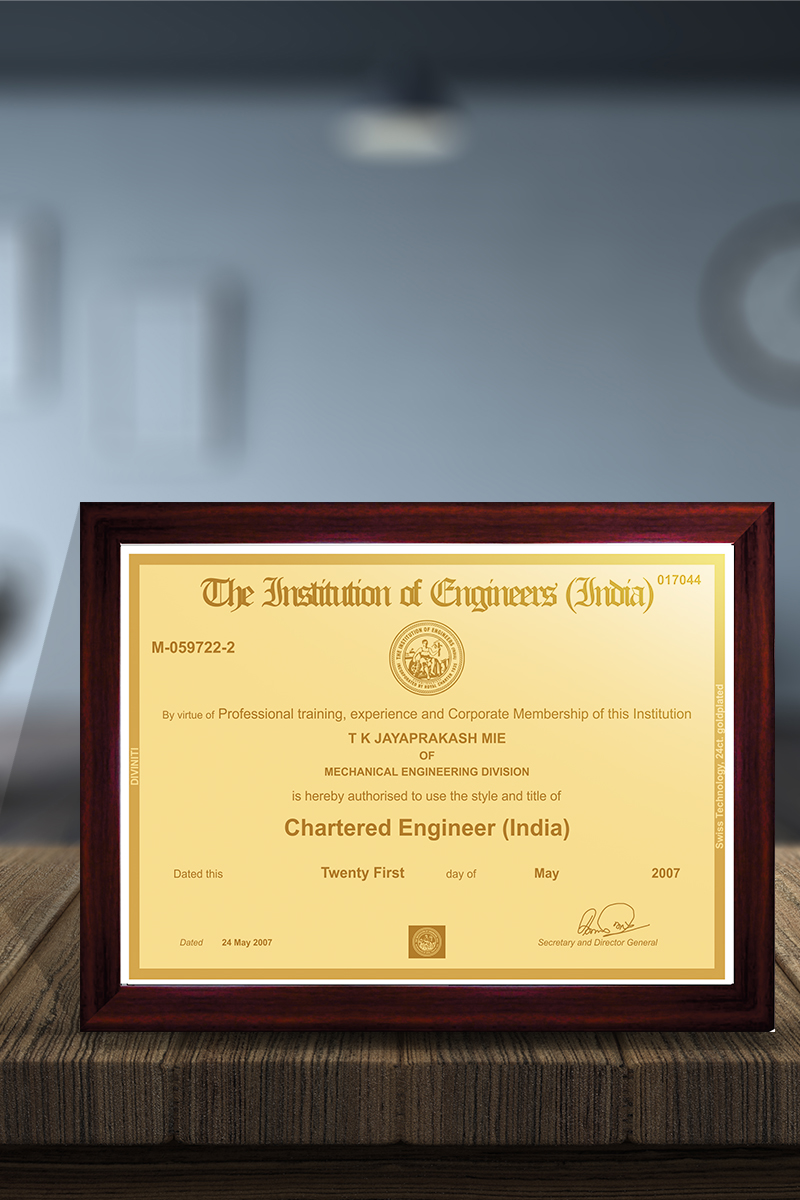 The Institution of Engineers (India)
017044
M-059722-2
THE INSTITUTION OF ENGINEERS (INDIA)
INCORPORATED BY ROYAL CHARTER 1935
By virtue of Professional training, experience and Corporate Membership of this Institution
T K JAYAPRAKASH MIE
OF
MECHANICAL ENGINEERING DIVISION
is hereby authorised to use the style and title of
Chartered Engineer (India)
Dated this Twenty First day of May 2007
Dated 24 May 2007
Secretary and Director General
DIVINITI
Swiss Technology, 24ct. goldplated